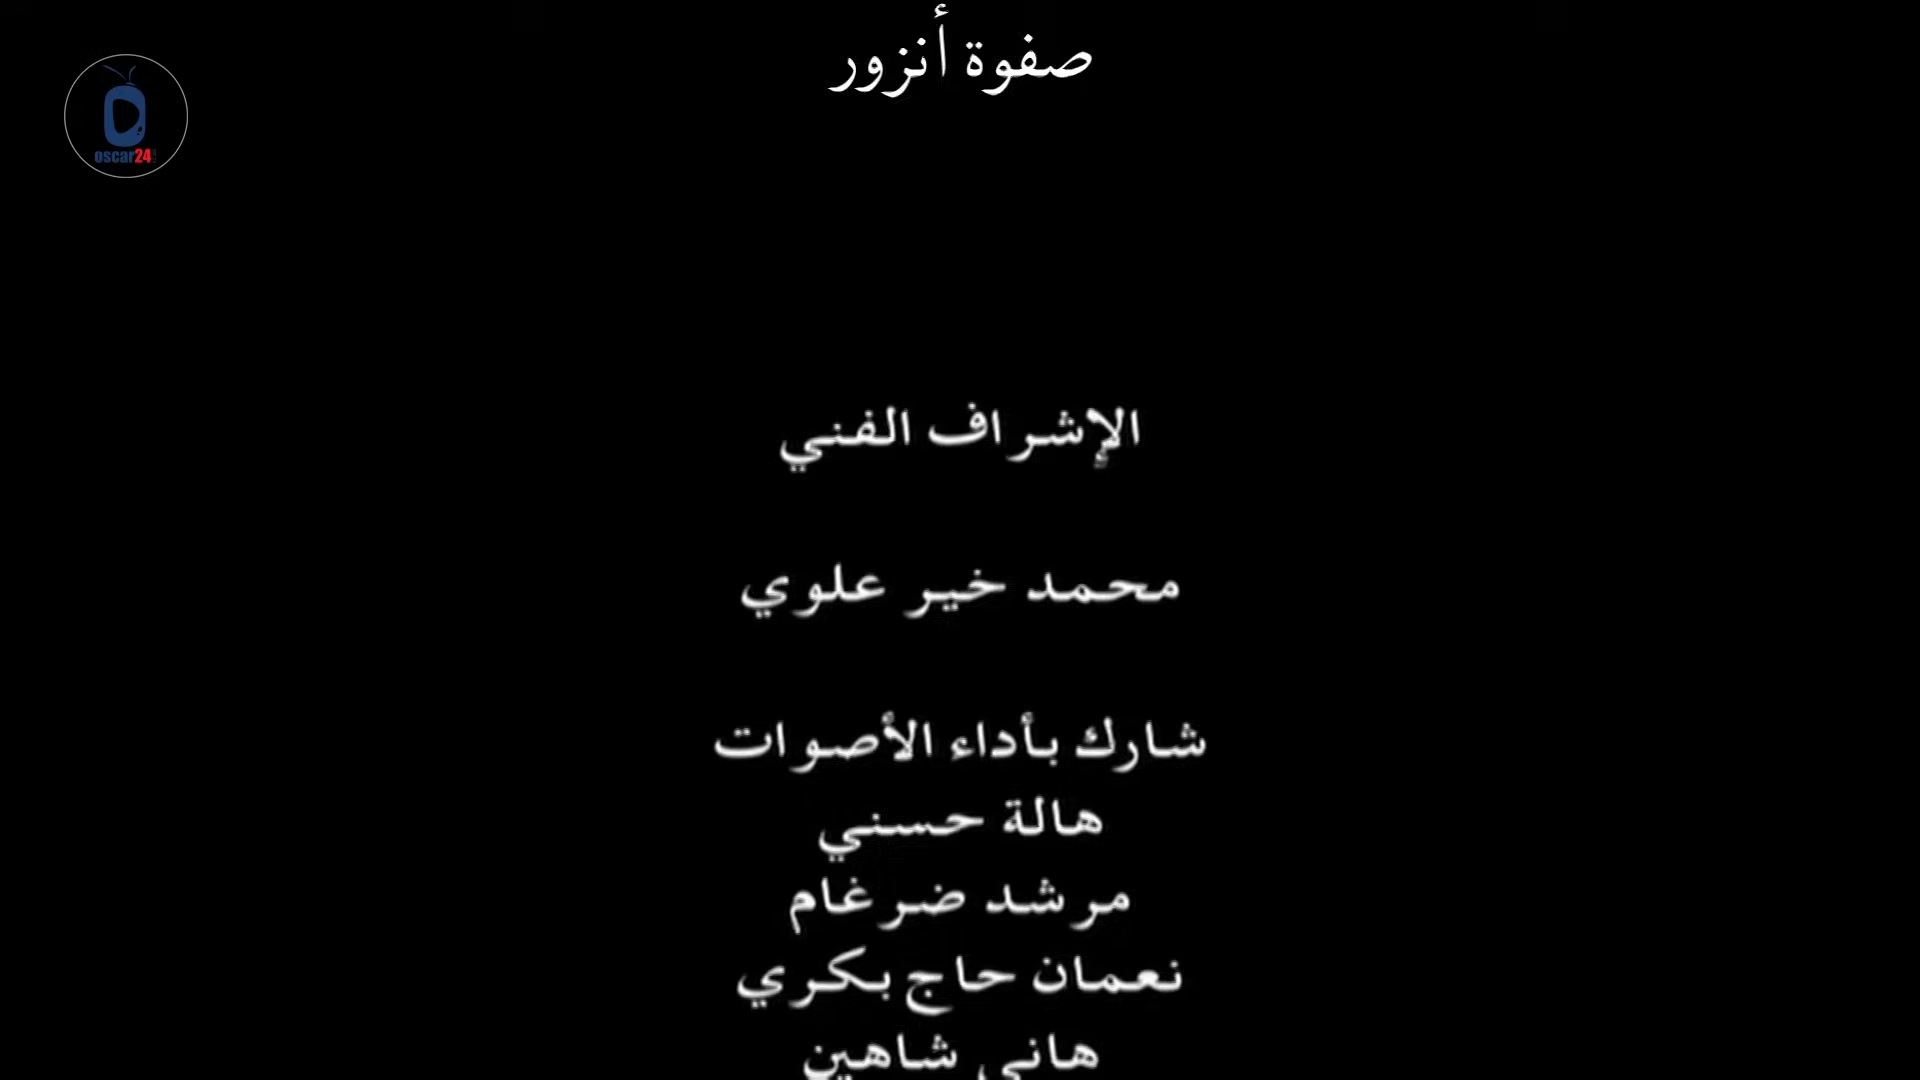 صفوة أنزور
oscar24
الإشراف الفني
محمد خير علوي
شارك بأداء الأصوات
هالة حسني
مرشد ضرغام
نعمان حاج بكري
هاني شاهين